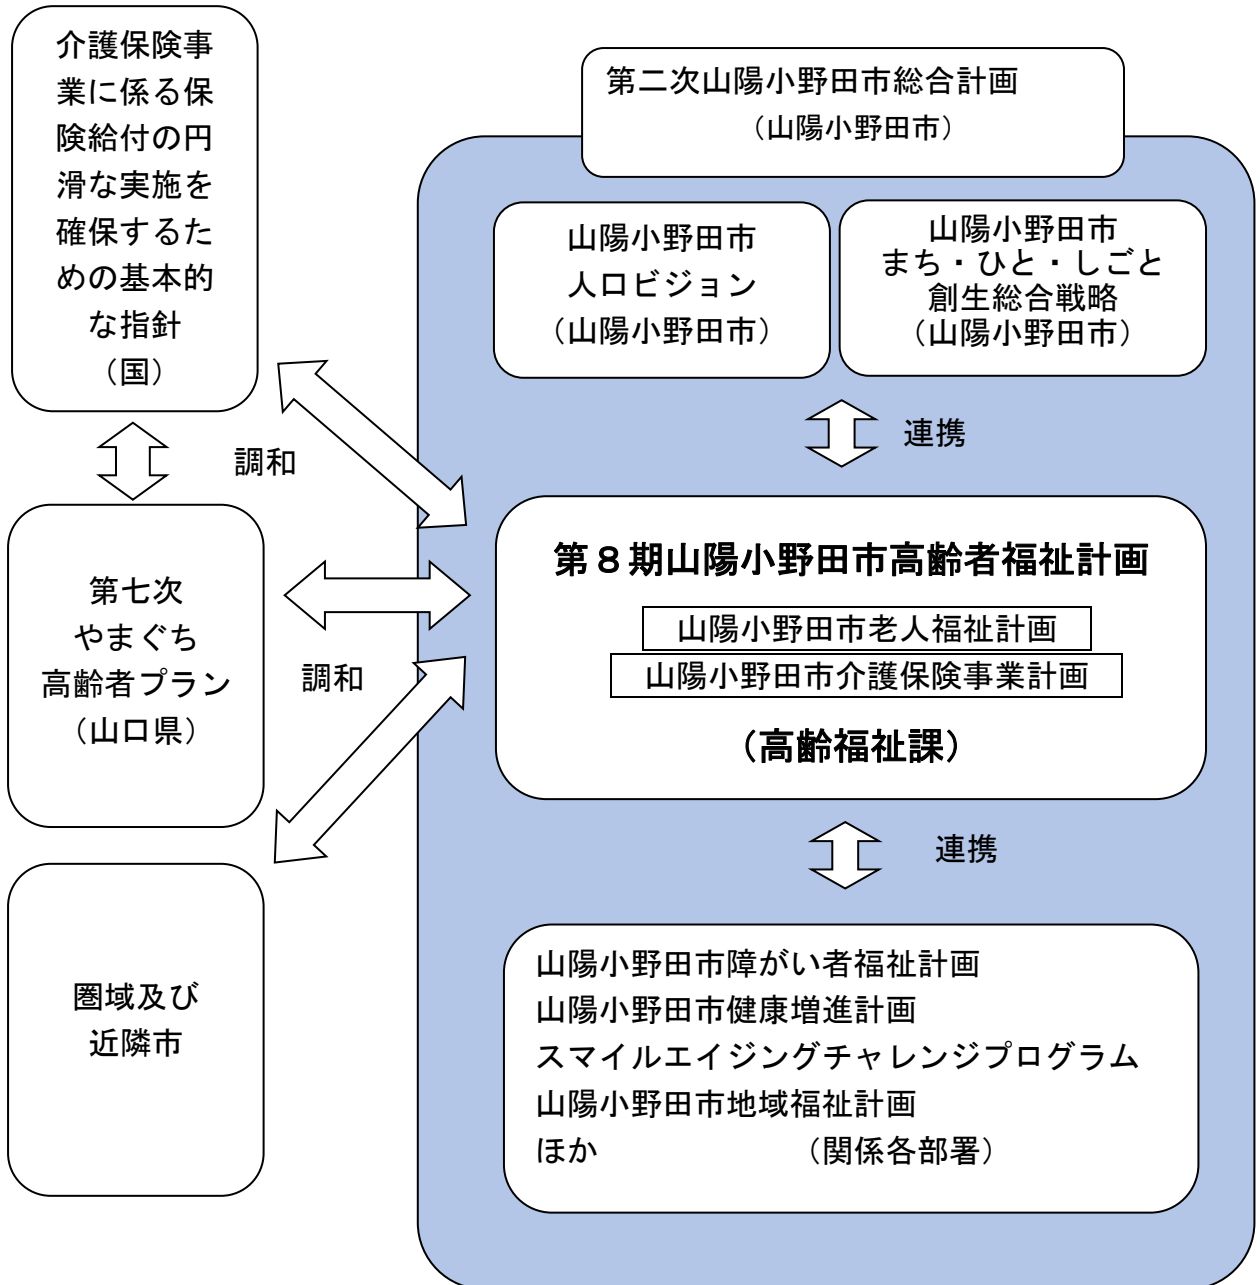 介護保険事
業に係る保
険給付の円
滑な実施を
確保するた
めの基本的
な指針
（国）
調和
第七次
やまぐち
高齢者プラン
（山口県）
調和
圏域及び
近隣市
第二次山陽小野田市総合計画
（山陽小野田市）
山陽小野田市
人口ビジョン
（山陽小野田市）
山陽小野田市
まち・ひと・しごと
創生総合戦略
（山陽小野田市）
連携
第８期山陽小野田市高齢者福祉計画
山陽小野田市老人福祉計画
山陽小野田市介護保険事業計画
（高齢福祉課）
連携
山陽小野田市障がい者福祉計画
山陽小野田市健康増進計画
スマイルエイジングチャレンジプログラム
山陽小野田市地域福祉計画
ほか　　　　　　　（関係各部署）